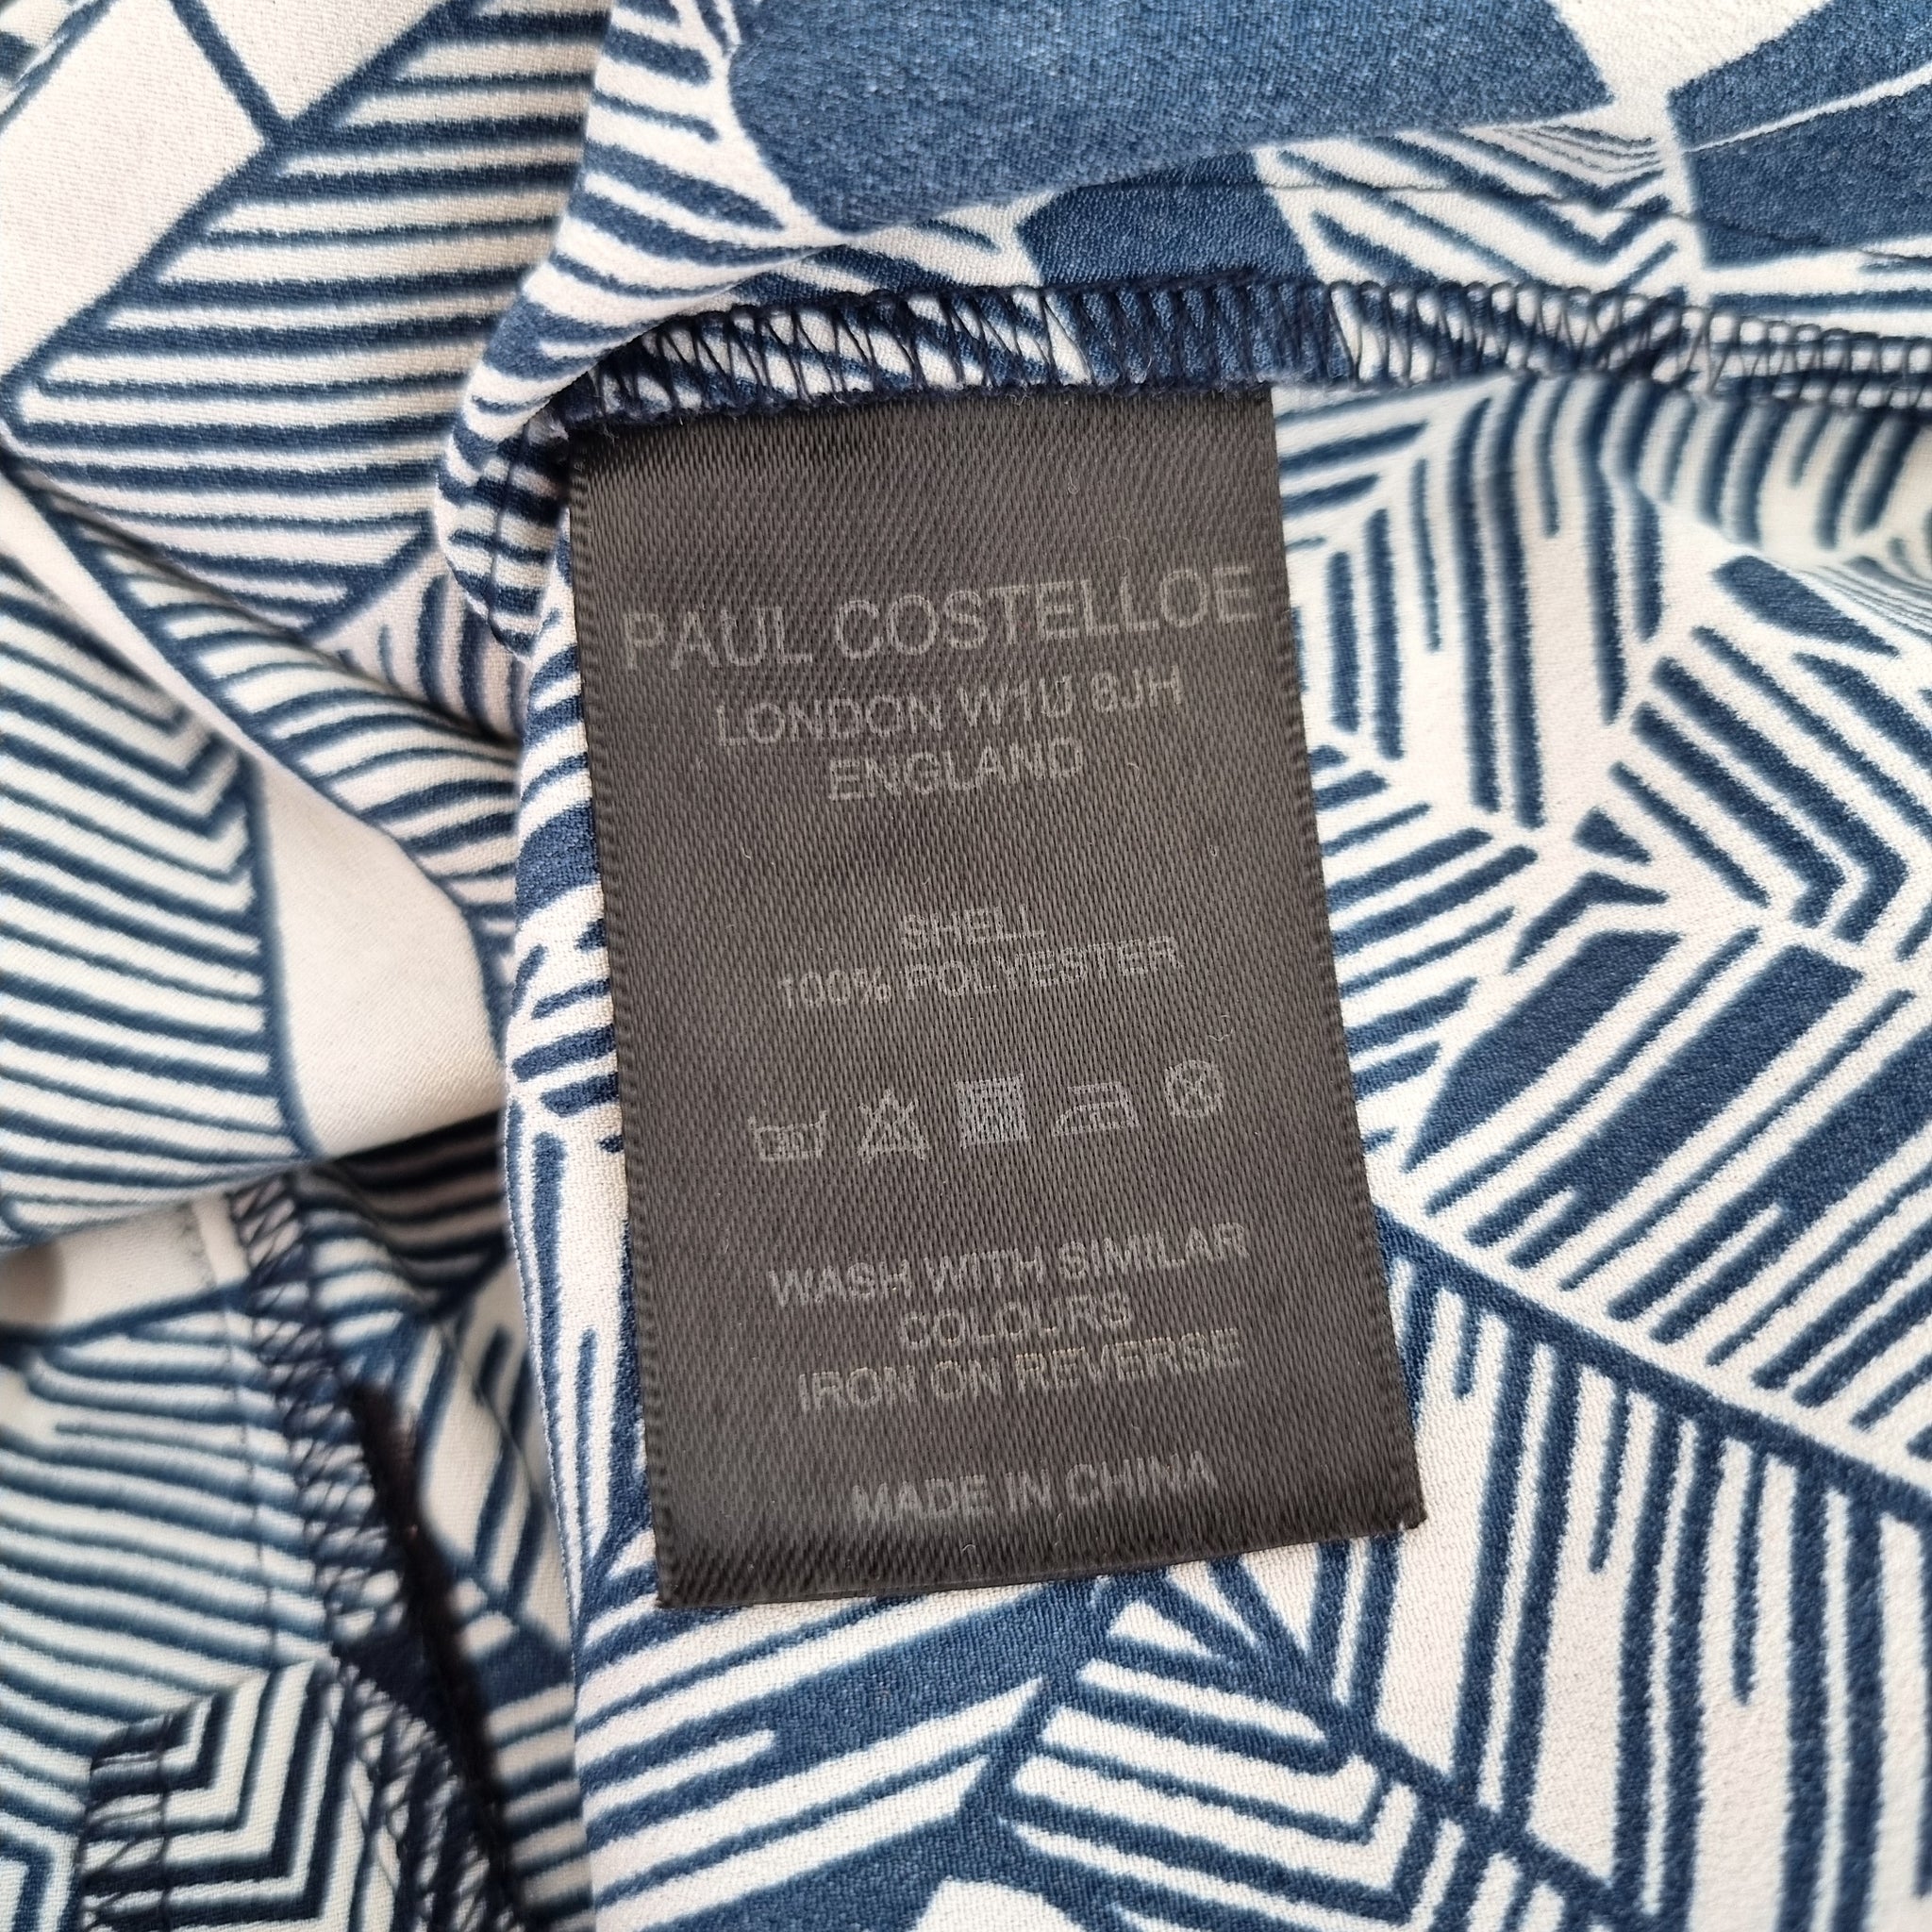 PAUL COSTELLOE
LONDON W1U 8JH
ENGLAND
SHELL
100% POLYESTER
WASH WITH SIMILAR
COLOURS
IRON ON REVERSE
MADE IN CHINA